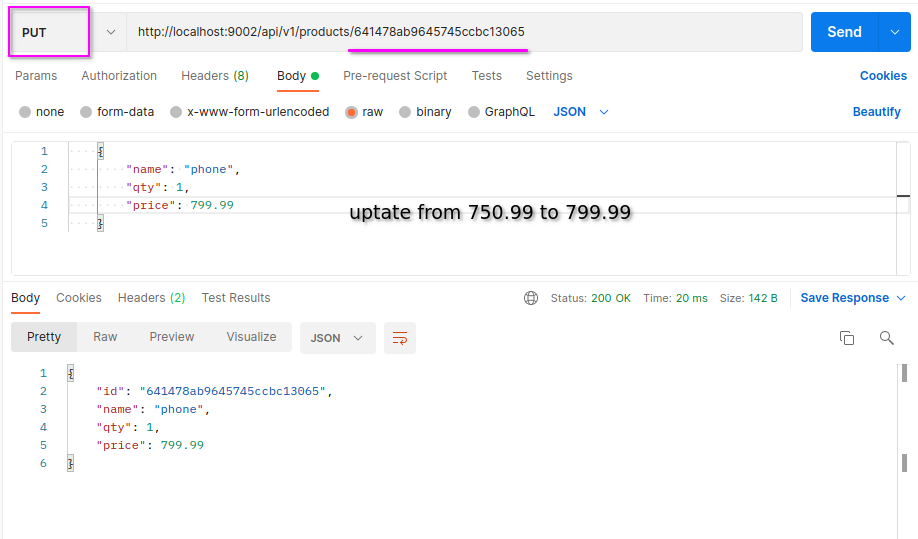 PUT http://localhost:9002/api/v1/products/641478ab9645745ccbc13065 Send
Params Authorization Headers (8) Body Pre-request Script Tests Settings Cookies
none form-data x-www-form-urlencoded raw binary GraphQL JSON Beautify
1 {
2 "name": "phone",
3 "qty": 1,
4 "price": 799.99
uptate from 750.99 to 799.99
5 }
Body Cookies Headers (2) Test Results Status: 200 OK Time: 20 ms Size: 142 B Save Response
Pretty Raw Preview Visualize JSON
1 {
2 "id": "641478ab9645745ccbc13065",
3 "name": "phone",
4 "qty": 1,
5 "price": 799.99
6 }